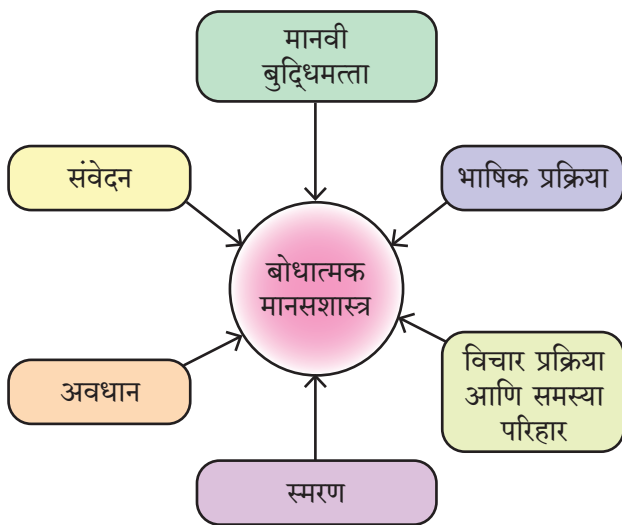 मानवी
बुद्धिमत्ता
संवेदन
भाषिक प्रक्रिया
बोधात्मक
मानसशास्त्र
अवधान
विचार प्रक्रिया
आणि समस्या
परिहार
स्मरण